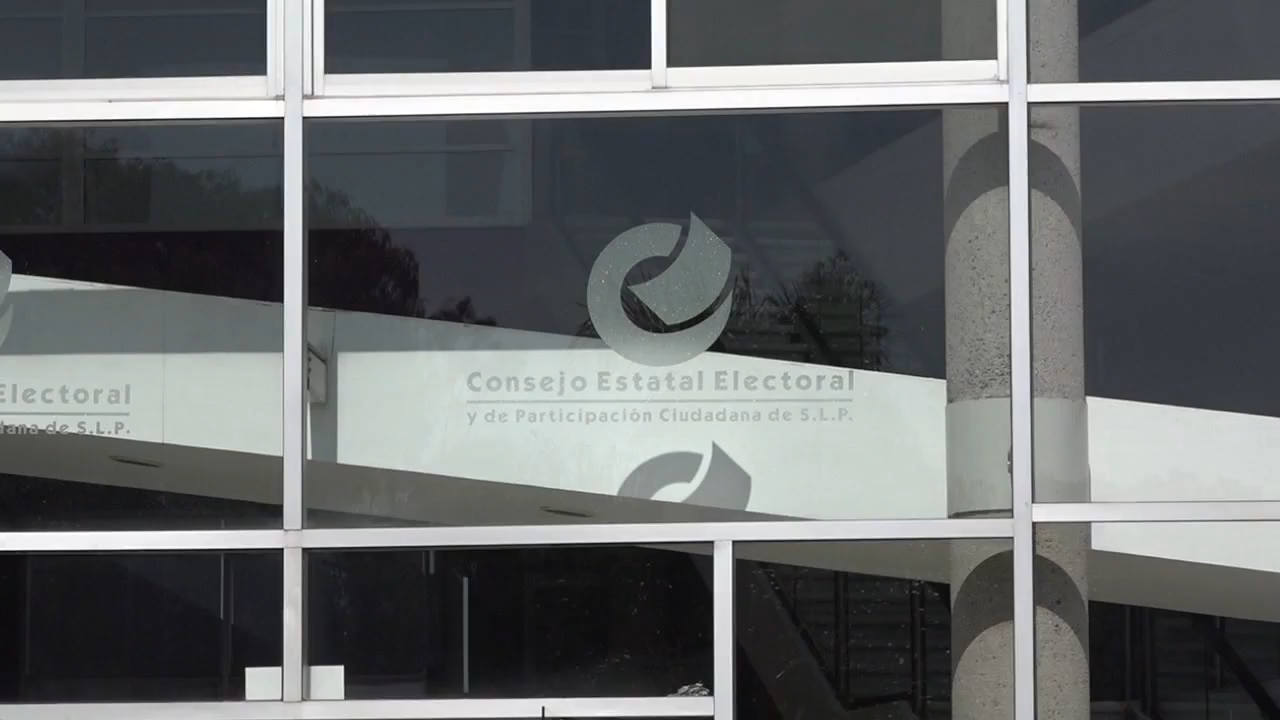 Consejo Estatal Electoral
y de Participación Ciudadana de S.L.P.
Electoral
dana de S.L.P.